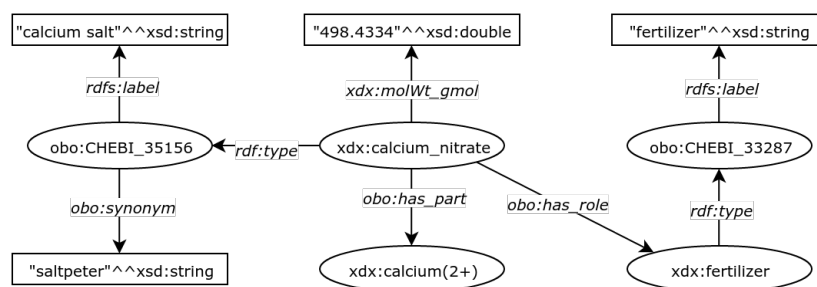 "calcium salt"^^xsd:string
"498.4334"^^xsd:double
"fertilizer"^^xsd:string
rdfs:label
xdx:molWt_gmol
rdfs:label
obo:CHEBI_35156
rdf:type
xdx:calcium_nitrate
obo:CHEBI_33287
obo:synonym
obo:has_part
obo:has_role
rdf:type
"saltpeter"^^xsd:string
xdx:calcium(2+)
xdx:fertilizer